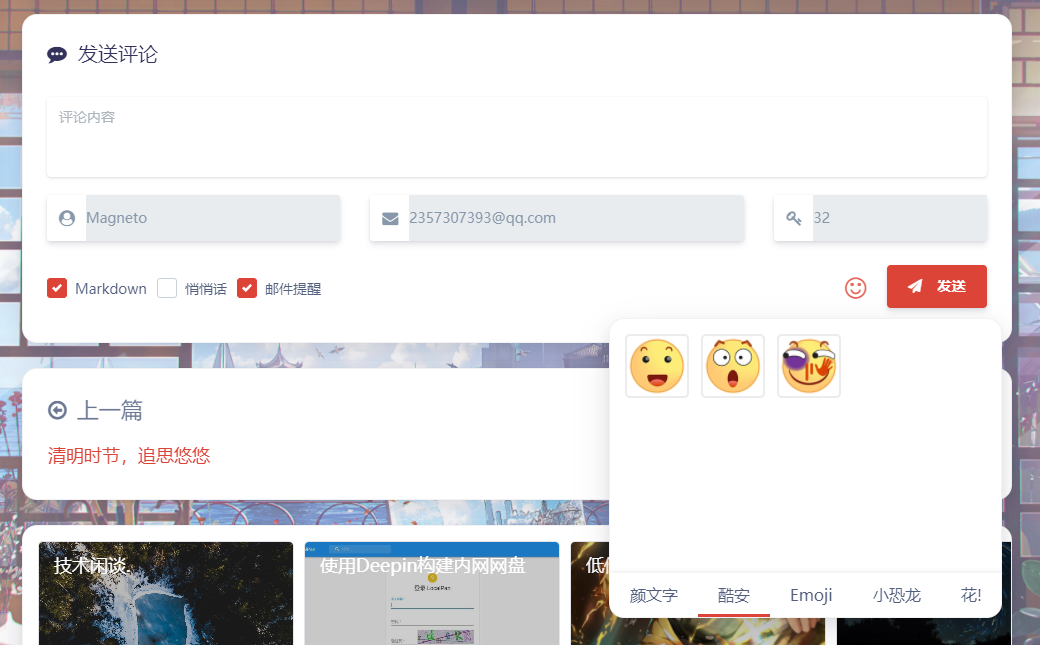 发送评论
评论内容
Magneto
2357307393@qq.com
32
Markdown
悄悄话
邮件提醒
发送
上一篇
清明时节，追思悠悠
技术闲谈.
使用Deepin构建内网网盘
登录 LocalPan
颜文字
酷安
Emoji
小恐龙
花!